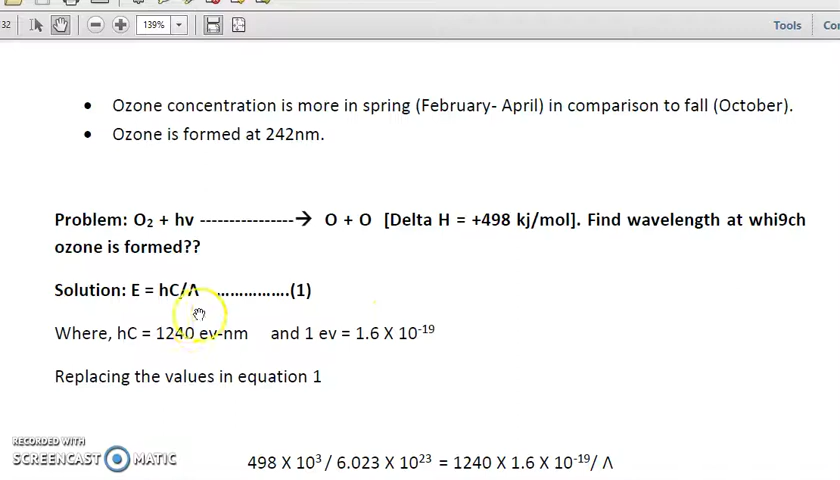 32
139%
Tools
Ozone concentration is more in spring (February- April) in comparison to fall (October).
Ozone is formed at 242nm.
Problem: O₂ + hv ----------------→ O + O [Delta H = +498 kj/mol]. Find wavelength at whi9ch
ozone is formed??
Solution: E = hC/Λ …………….(1)
Where, hC = 1240 ev-nm and 1 ev = 1.6 X 10⁻¹⁹
Replacing the values in equation 1
498 X 10³ / 6.023 X 10²³ = 1240 X 1.6 X 10⁻¹⁹/ Λ
RECORDED WITH
SCREENCAST MATIC